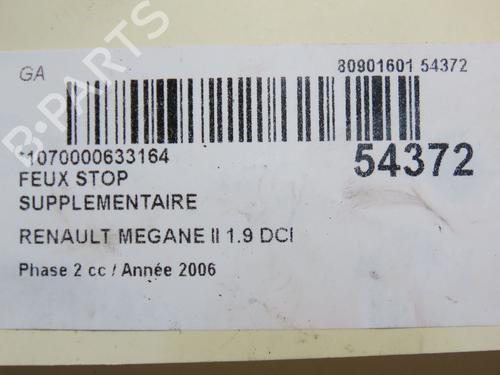 GA
80901601 54372
*1070000633164
54372
FEUX STOP
SUPPLEMENTAIRE
RENAULT MEGANE II 1.9 DCI
Phase 2 cc / Année 2006
B-PARTS